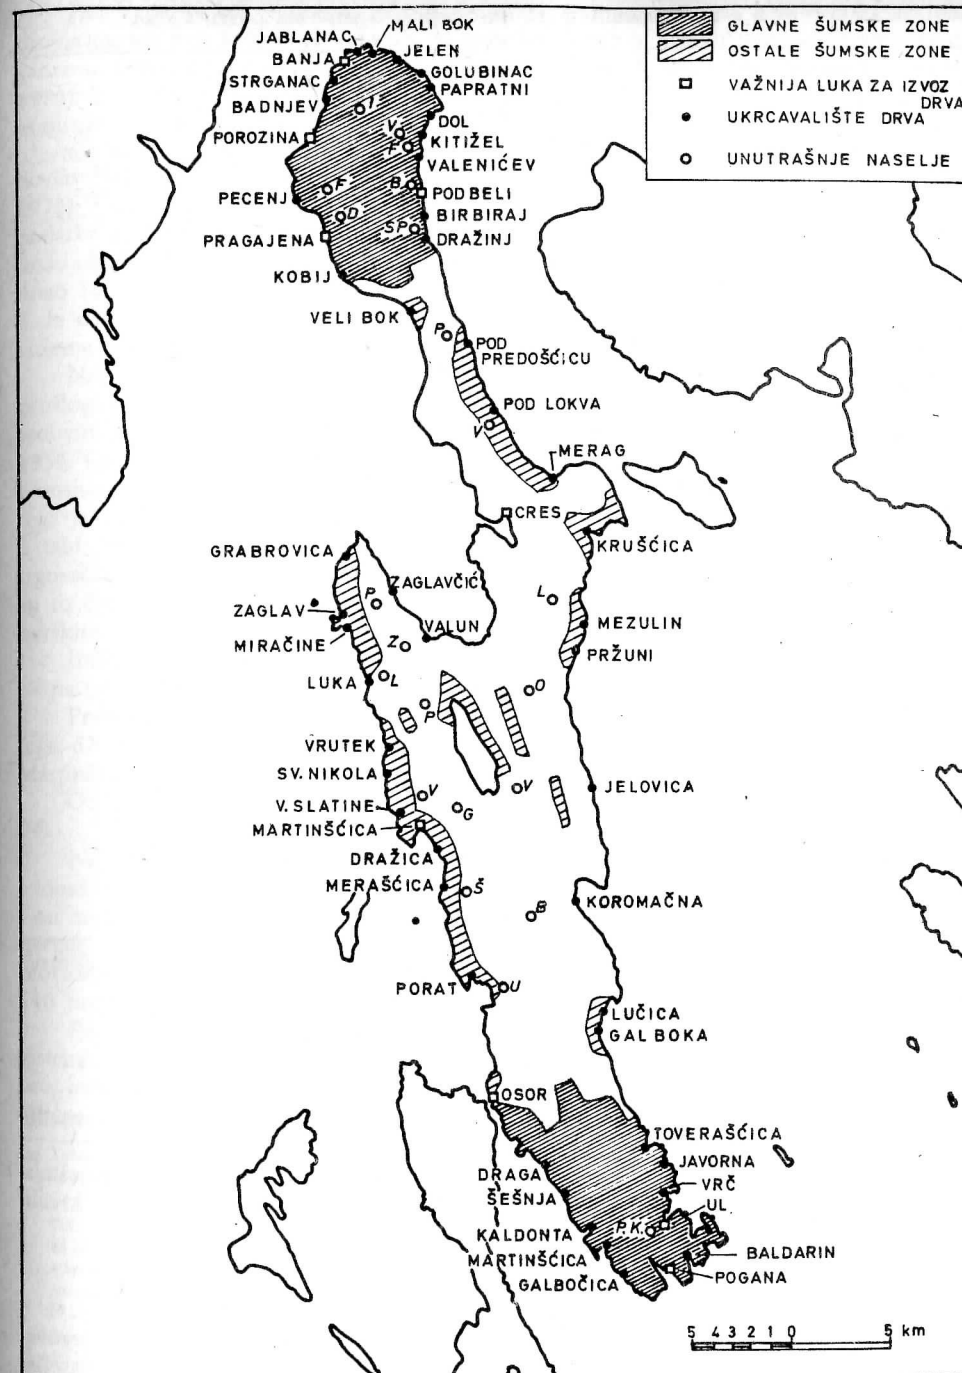 GLAVNE ŠUMSKE ZONE
OSTALE ŠUMSKE ZONE
VAŽNIJA LUKA ZA IZVOZ
DRVA
UKRCAVALIŠTE DRVA
UNUTRAŠNJE NASELJE
MALI BOK
JABLANAC
BANJA
JELEN
STRGANAC
GOLUBINAC
PAPRATNI
BADNJEV
I
DOL
POROZINA
V
KITIŽEL
F
VALENIĆEV
F
B
PODBELI
PECENJ
D
BIRBIRAJ
SP
PRAGAJENA
DRAŽINJ
KOBIJ
VELI BOK
P
POD
PREDOŠĆICU
POD LOKVA
V
MERAG
CRES
KRUŠĆICA
GRABROVICA
ZAGLAVČIĆ
P
L
ZAGLAV
MEZULIN
MIRAČINE
VALUN
Z
PRŽUNI
LUKA
L
O
P
VRUTEK
SV. NIKOLA
V
V
JELOVICA
V. SLATINE
G
MARTINŠĆICA
DRAŽICA
MERAŠĆICA
Š
KOROMAČNA
B
PORAT
U
LUČICA
GALBOKA
OSOR
TOVERAŠĆICA
JAVORNA
DRAGA
VRČ
ŠEŠNJA
UL
KALDONTA
P.K.
MARTINŠĆICA
BALDARIN
GALBOČICA
POGANA
5 4 3 2 1 0 5 km